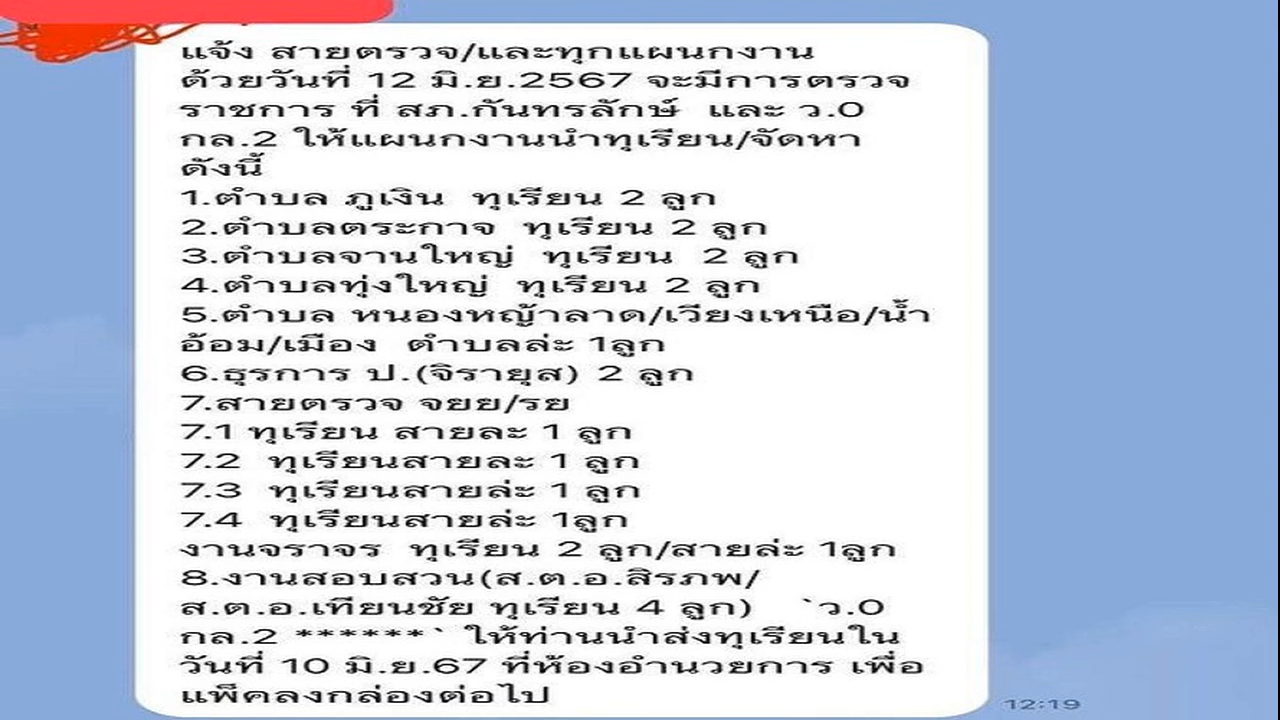 แจ้ง สายตรวจ/และทุกแผนกงาน
ด้วยวันที่ 12 มิ.ย.2567 จะมีการตรวจ
ราชการ ที่ สภ.กันทรลักษ์ และ ว.0
กล.2 ให้แผนกงานนำทุเรียน/จัดหา
ดังนี้
1.ตำบล ภูเงิน ทุเรียน 2 ลูก
2.ตำบลตระกาจ ทุเรียน 2 ลูก
3.ตำบลจานใหญ่ ทุเรียน 2 ลูก
4.ตำบลทุ่งใหญ่ ทุเรียน 2 ลูก
5.ตำบล หนองหญ้าลาด/เวียงเหนือ/น้ำ
อ้อม/เมือง ตำบลล่ะ 1ลูก
6.ธุรการ ป.(จิรายุส) 2 ลูก
7.สายตรวจ จยย/รย
7.1 ทุเรียน สายละ 1 ลูก
7.2 ทุเรียนสายละ 1 ลูก
7.3 ทุเรียนสายล่ะ 1 ลูก
7.4 ทุเรียนสายล่ะ 1ลูก
งานจราจร ทุเรียน 2 ลูก/สายล่ะ 1ลูก
8.งานสอบสวน(ส.ต.อ.สิรภพ/
ส.ต.อ.เทียนชัย ทุเรียน 4 ลูก) `ว.0
กล.2 ******` ให้ท่านนำส่งทุเรียนใน
วันที่ 10 มิ.ย.67 ที่ห้องอำนวยการ เพื่อ
แพ็คลงกล่องต่อไป
12:19